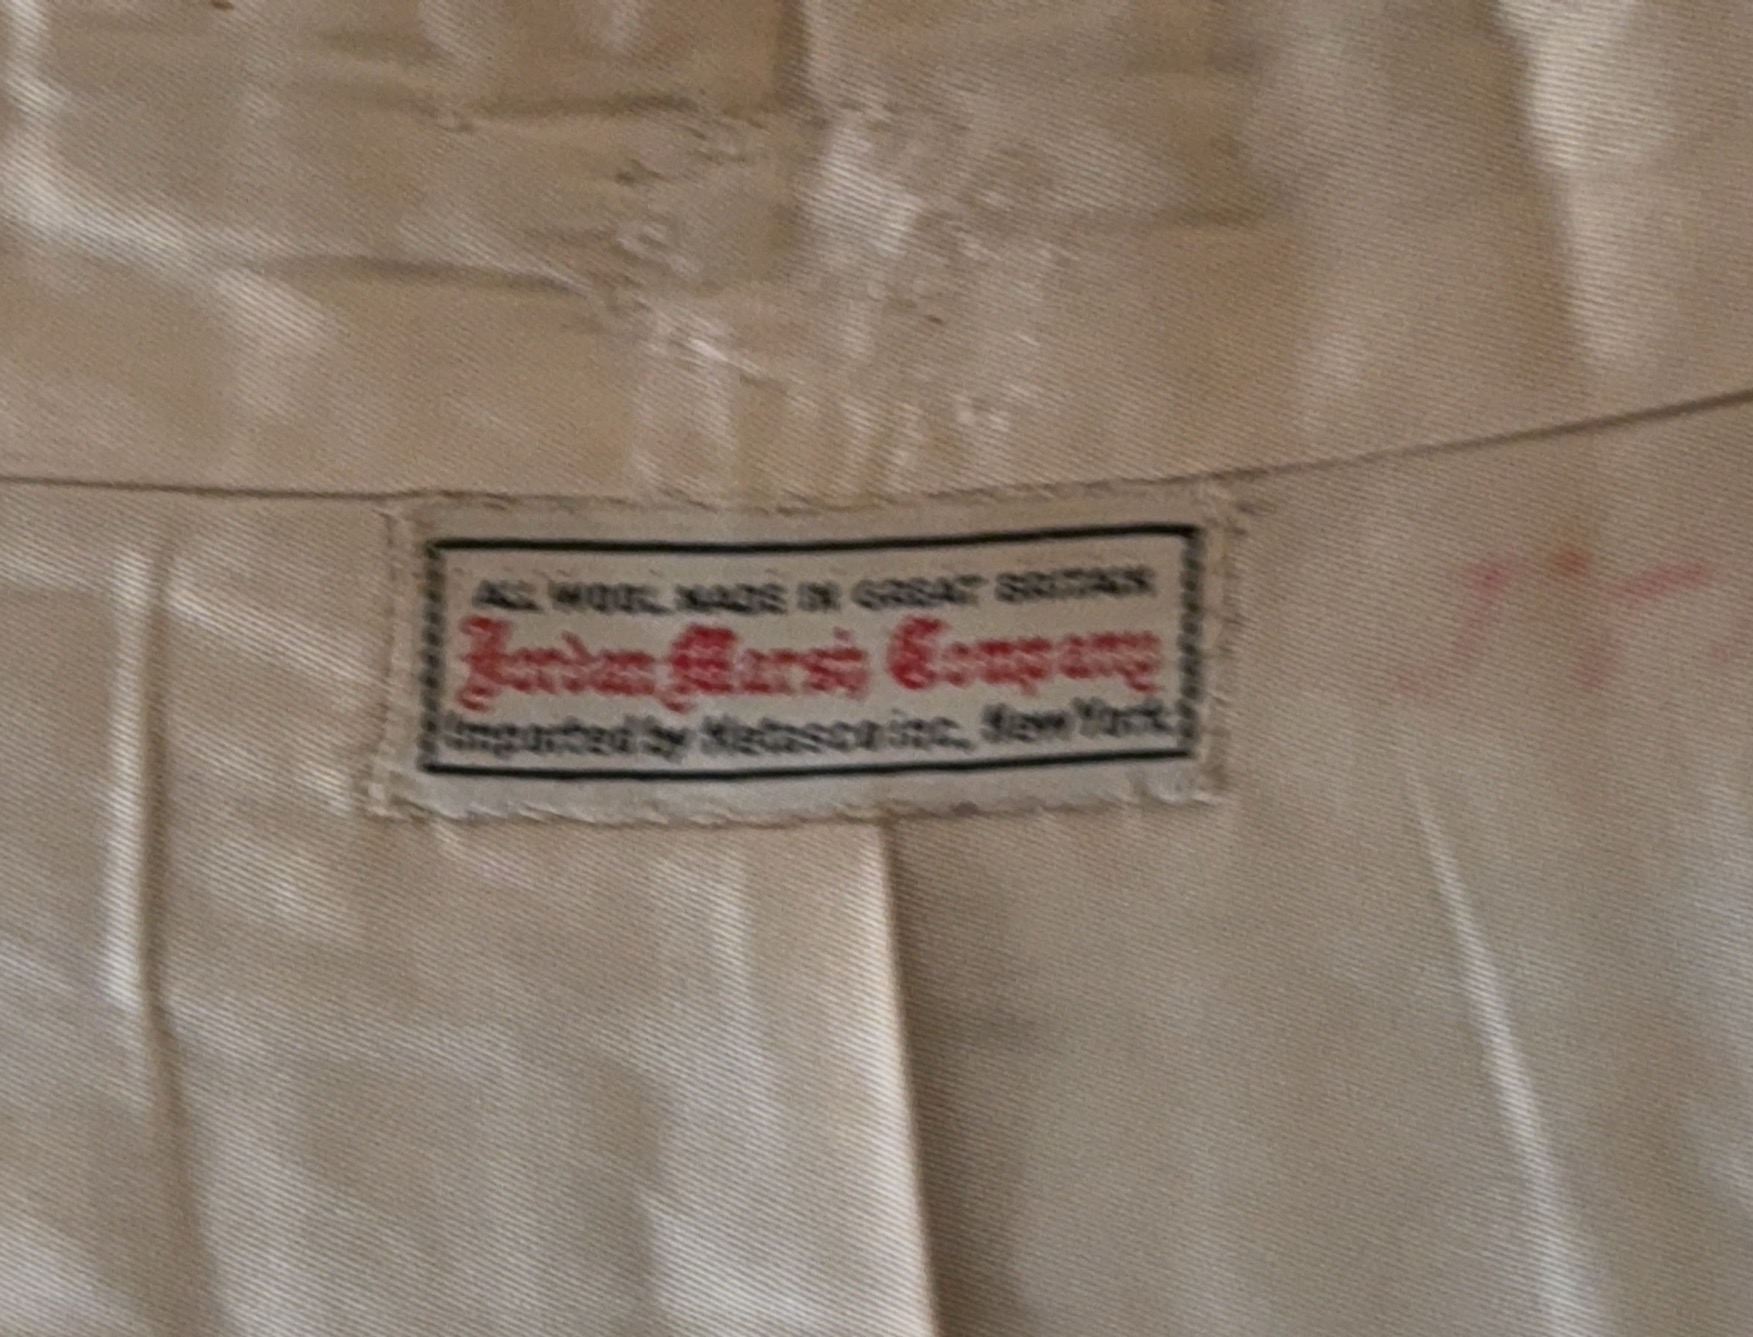 ALL WOOL MADE IN GREAT BRITAIN
Jordan Marsh Company
Imported by Inc., New York.